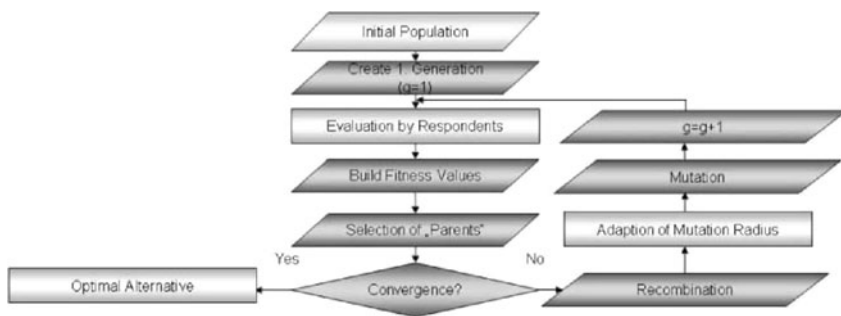 Initial Population
Create 1. Generation
(g=1)
Evaluation by Respondents
g=g+1
Build Fitness Values
Mutation
Selection of „Parents“
Adaption of Mutation Radius
Yes
No
Optimal Alternative
Convergence?
Recombination